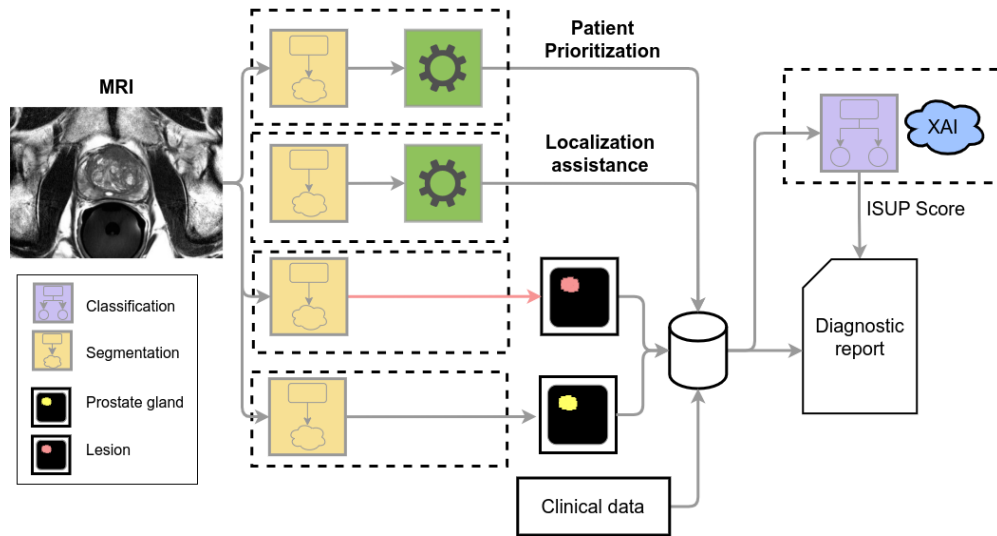 MRI
Patient
Prioritization
Localization
assistance
XAI
ISUP Score
Classification
Segmentation
Prostate gland
Lesion
Diagnostic
report
Clinical data